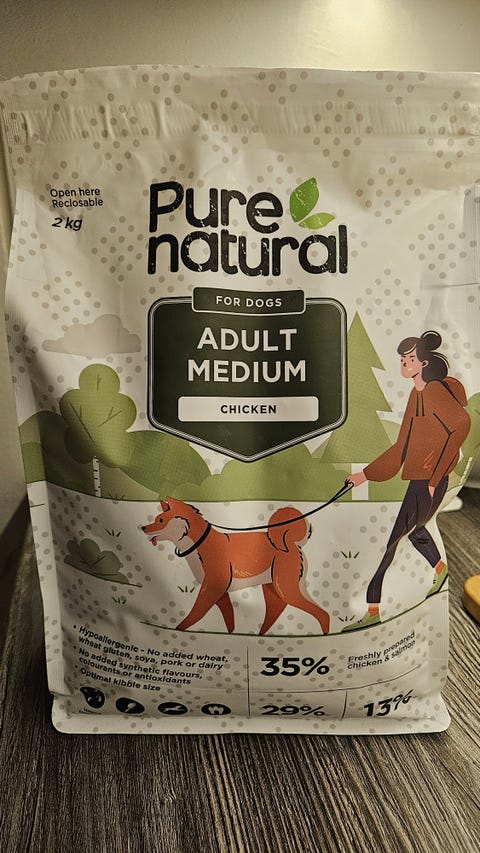 Open here
Reclosable
2 kg
Pure
natural
FOR DOGS
ADULT
MEDIUM
CHICKEN
• Hypoallergenic - No added wheat,
wheat gluten, soya, pork or dairy
• No added synthetic flavours,
colourants or antioxidants
• Optimal kibble size
35%
Freshly prepared
chicken & salmon
29%
13%